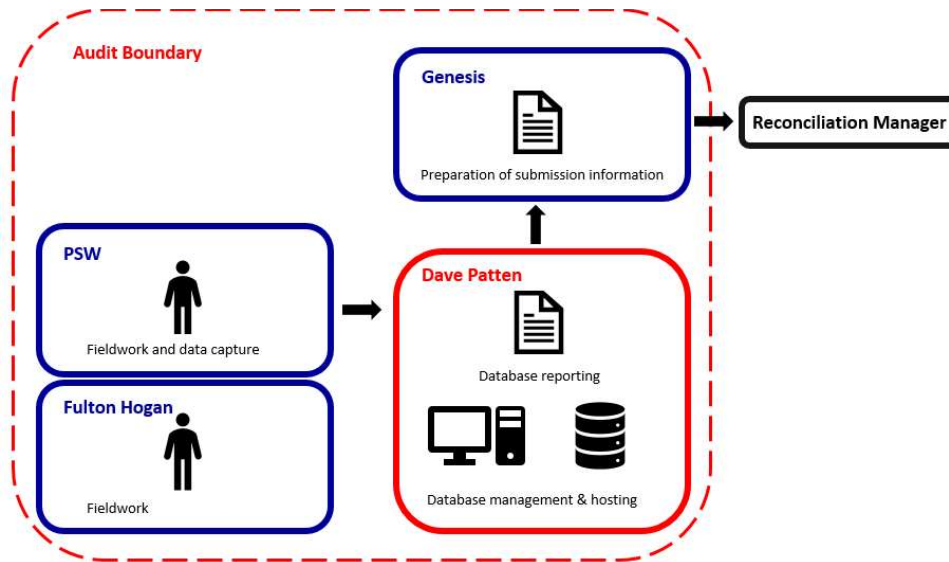 Audit Boundary
Genesis
Preparation of submission information
Reconciliation Manager
PSW
Fieldwork and data capture
Fulton Hogan
Fieldwork
Dave Patten
Database reporting
Database management & hosting